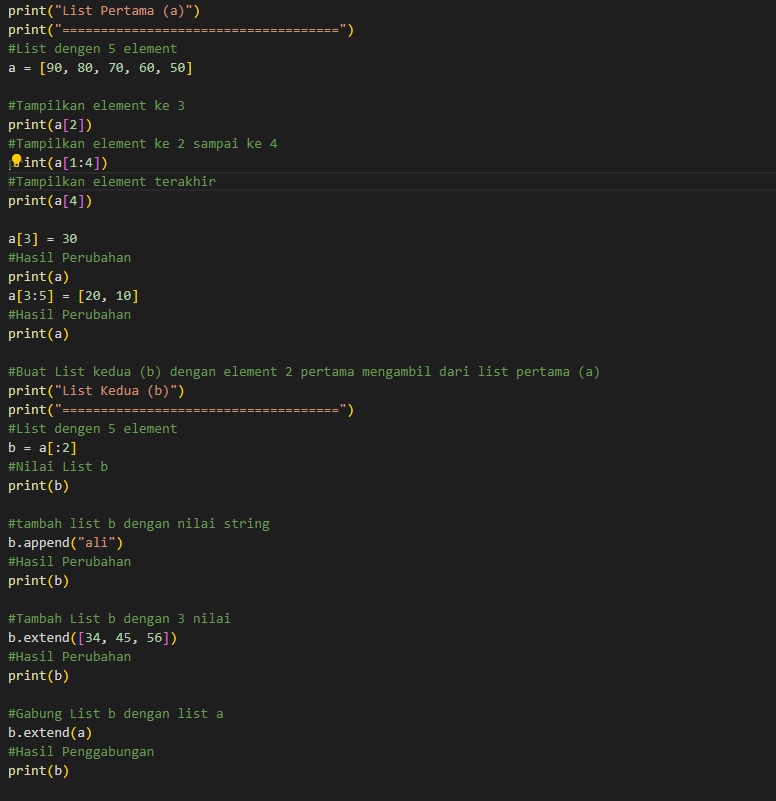 print("List Pertama (a)")
print("====================================")
#List dengen 5 element
a = [90, 80, 70, 60, 50]
#Tampilkan element ke 3
print(a[2])
#Tampilkan element ke 2 sampai ke 4
print(a[1:4])
#Tampilkan element terakhir
print(a[4])
a[3] = 30
#Hasil Perubahan
print(a)
a[3:5] = [20, 10]
#Hasil Perubahan
print(a)
#Buat List kedua (b) dengan element 2 pertama mengambil dari list pertama (a)
print("List Kedua (b)")
print("====================================")
#List dengen 5 element
b = a[:2]
#Nilai List b
print(b)
#tambah list b dengan nilai string
b.append("ali")
#Hasil Perubahan
print(b)
#Tambah List b dengan 3 nilai
b.extend([34, 45, 56])
#Hasil Perubahan
print(b)
#Gabung List b dengan list a
b.extend(a)
#Hasil Penggabungan
print(b)